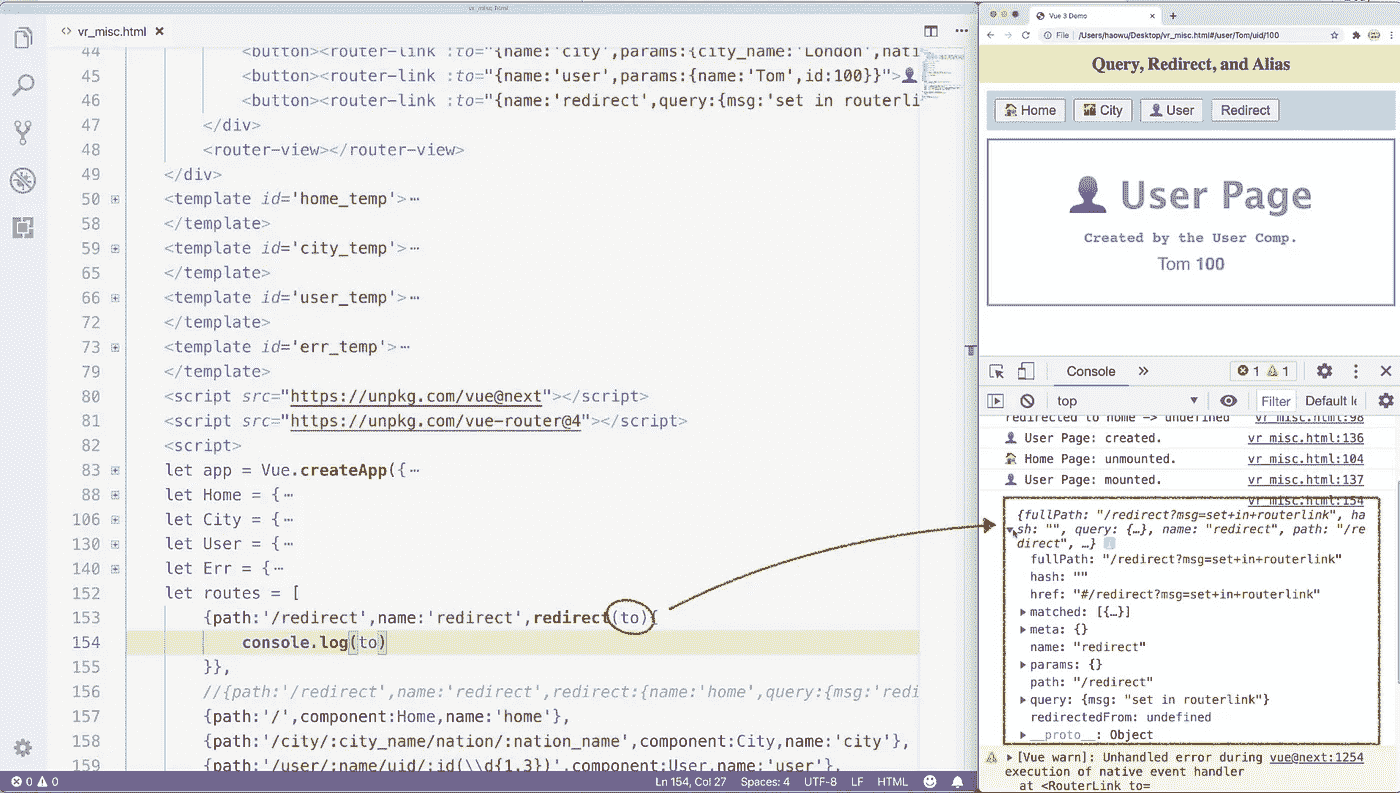 vr_misc.html
vr_misc.html
44 <button><router-link :to="{name:'city',params:{city_name:'London',nati
45 <button><router-link :to="{name:'user',params:{name:'Tom',id:100}}">
46 <button><router-link :to="{name:'redirect',query:{msg:'set in routerli
47 </div>
48 <router-view></router-view>
49 </div>
50 <template id='home_temp'>⋯
58 </template>
59 <template id='city_temp'>⋯
65 </template>
66 <template id='user_temp'>⋯
72 </template>
73 <template id='err_temp'>⋯
79 </template>
80 <script src="https://unpkg.com/vue@next"></script>
81 <script src="https://unpkg.com/vue-router@4"></script>
82 <script>
83 let app = Vue.createApp({⋯
88 let Home = {⋯
106 let City = {⋯
130 let User = {⋯
140 let Err = {⋯
152 let routes = [
153 {path:'/redirect',name:'redirect',redirect(to){
154 console.log(to)
155 }},
156 //{path:'/redirect',name:'redirect',redirect:{name:'home',query:{msg:'redi
157 {path:'/',component:Home,name:'home'},
158 {path:'/city/:city_name/nation/:nation_name',component:City,name:'city'},
159 {path:'/user/:name/uid/:id(\\d{1,3})',component:User,name:'user'},
0 0
Ln 154, Col 27 Spaces: 4 UTF-8 LF HTML
Vue 3 Demo
File /Users/haowu/Desktop/vr_misc.html#/user/Tom/uid/100
Query, Redirect, and Alias
Home City User Redirect
User Page
Created by the User Comp.
Tom 100
Console 1 1
top Filter Default le
redirected to home -> undefined vr_misc.html:98
User Page: created. vr_misc.html:136
Home Page: unmounted. vr_misc.html:104
User Page: mounted. vr_misc.html:137
vr_misc.html:154
{fullPath: "/redirect?msg=set+in+routerlink", ha
sh: "", query: {…}, name: "redirect", path: "/re
direct", …}
fullPath: "/redirect?msg=set+in+routerlink"
hash: ""
href: "#/redirect?msg=set+in+routerlink"
matched: [{…}]
meta: {}
name: "redirect"
params: {}
path: "/redirect"
query: {msg: "set in routerlink"}
redirectedFrom: undefined
__proto__: Object
[Vue warn]: Unhandled error during vue@next:1254
execution of native event handler
at <RouterLink to=